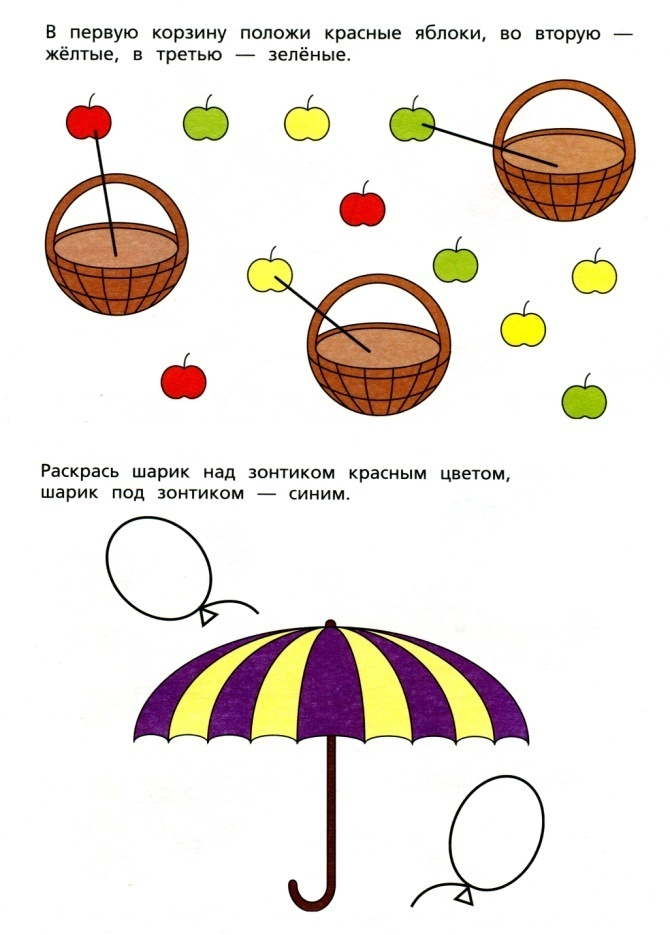 В первую корзину положи красные яблоки, во вторую —
жёлтые, в третью — зелёные.
Раскрась шарик над зонтиком красным цветом,
шарик под зонтиком — синим.